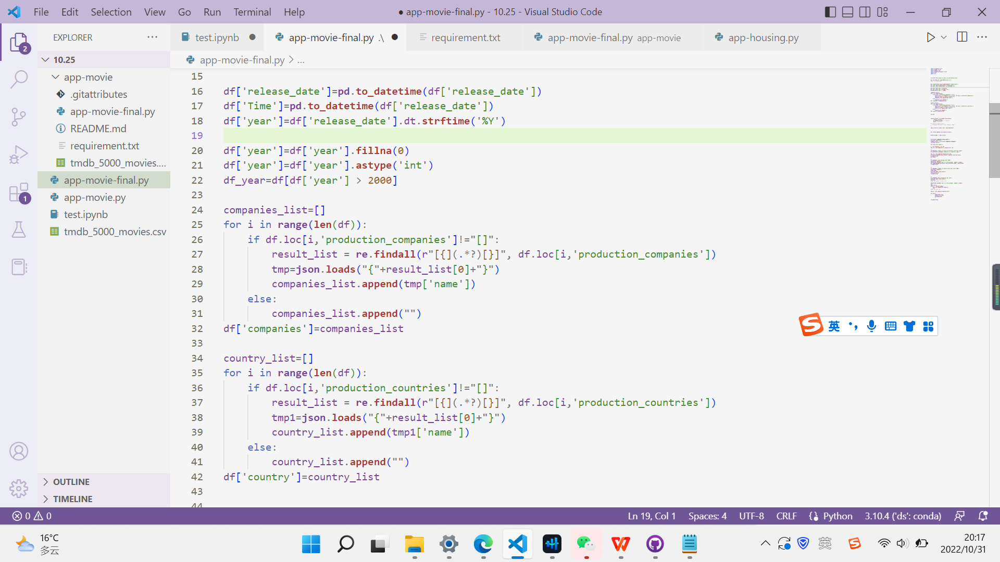 File Edit Selection View Go Run Terminal Help
● app-movie-final.py - 10.25 - Visual Studio Code
EXPLORER
test.ipynb
app-movie-final.py .\
requirement.txt
app-movie-final.py app-movie
app-housing.py
app-movie-final.py > ...
2
1
10.25
app-movie
.gitattributes
app-movie-final.py
README.md
requirement.txt
tmdb_5000_movies....
app-movie-final.py
app-movie.py
test.ipynb
tmdb_5000_movies.csv
OUTLINE
TIMELINE
15
16 df['release_date']=pd.to_datetime(df['release_date'])
17 df['Time']=pd.to_datetime(df['release_date'])
18 df['year']=df['release_date'].dt.strftime('%Y')
19
20 df['year']=df['year'].fillna(0)
21 df['year']=df['year'].astype('int')
22 df_year=df[df['year'] > 2000]
23
24 companies_list=[]
25 for i in range(len(df)):
26     if df.loc[i,'production_companies']!="[]":
27         result_list = re.findall(r"[{](.*?)[}]", df.loc[i,'production_companies'])
28         tmp=json.loads("{"+result_list[0]+"}")
29         companies_list.append(tmp['name'])
30     else:
31         companies_list.append("")
32 df['companies']=companies_list
33
34 country_list=[]
35 for i in range(len(df)):
36     if df.loc[i,'production_countries']!="[]":
37         result_list = re.findall(r"[{](.*?)[}]", df.loc[i,'production_countries'])
38         tmp1=json.loads("{"+result_list[0]+"}")
39         country_list.append(tmp1['name'])
40     else:
41         country_list.append("")
42 df['country']=country_list
43
44
英
0 0
Ln 19, Col 1 Spaces: 4 UTF-8 CRLF Python 3.10.4 ('ds': conda)
16°C
多云
英
20:17
2022/10/31